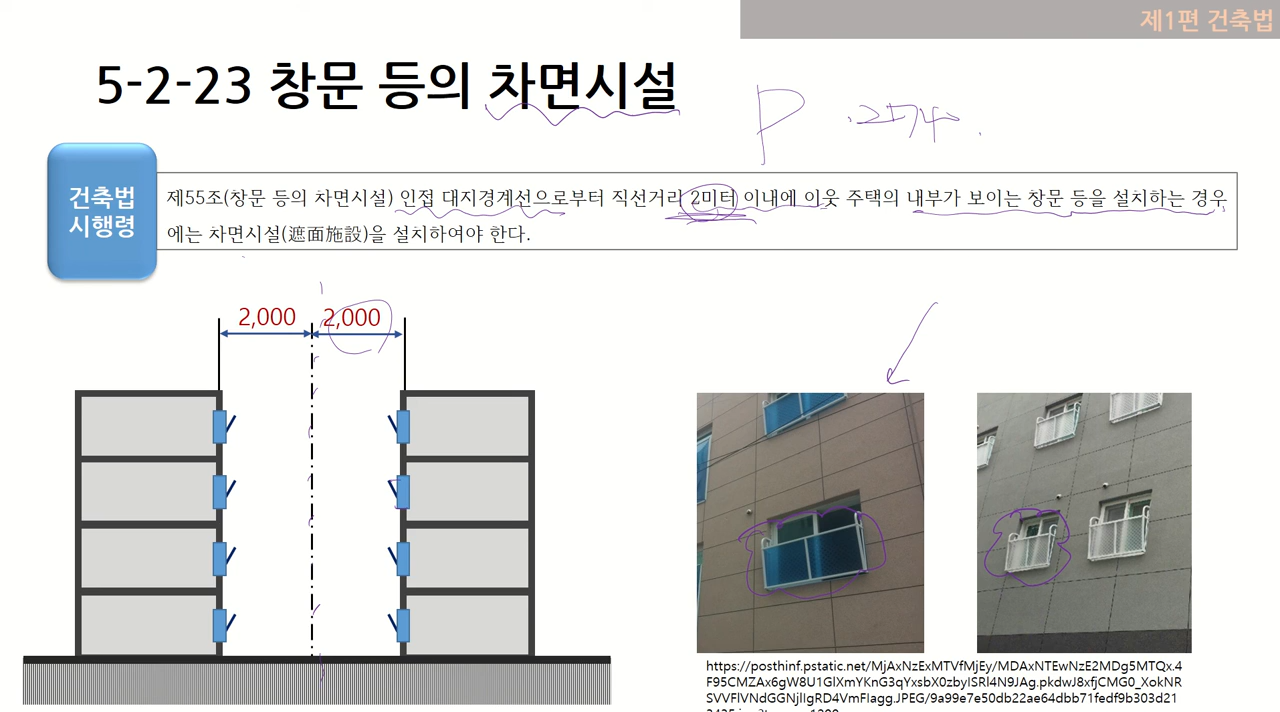 제1편 건축법
5-2-23 창문 등의 차면시설
건축법
시행령
제55조(창문 등의 차면시설) 인접 대지경계선으로부터 직선거리 2미터 이내에 이웃 주택의 내부가 보이는 창문 등을 설치하는 경우
에는 차면시설(遮面施設)을 설치하여야 한다.
2,000 2,000
https://posthinf.pstatic.net/MjAxNzExMTVfMjEy/MDAxNTEwNzE2MDg5MTQx.4
F95CMZAx6gW8U1GlXmYKnG3qYxsbX0zbyISRl4N9JAg.pkdwJ8xfjCMG0_XokNR
SVVFlVNdGGNjlIgRD4VmFIagg.JPEG/9a99e7e50db22ae64dbb71fedf9b303d21